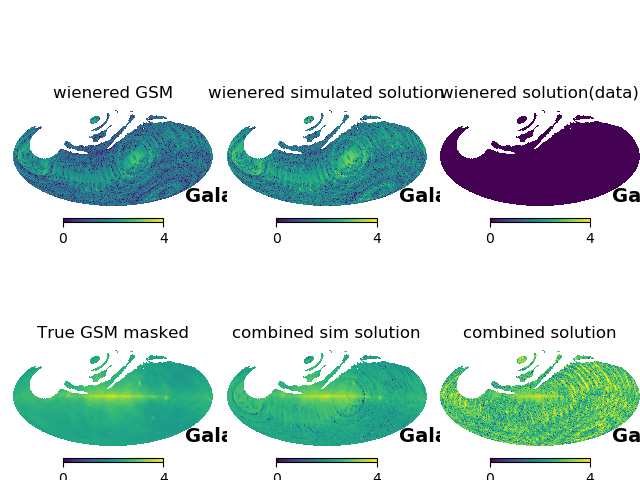 wienered GSM
wienered simulated solution
wienered solution(data)
Gala
Gala
Ga
0 4
0 4
0 4
True GSM masked
combined sim solution
combined solution
Gala
Gala
Ga
0 4
0 4
0 4